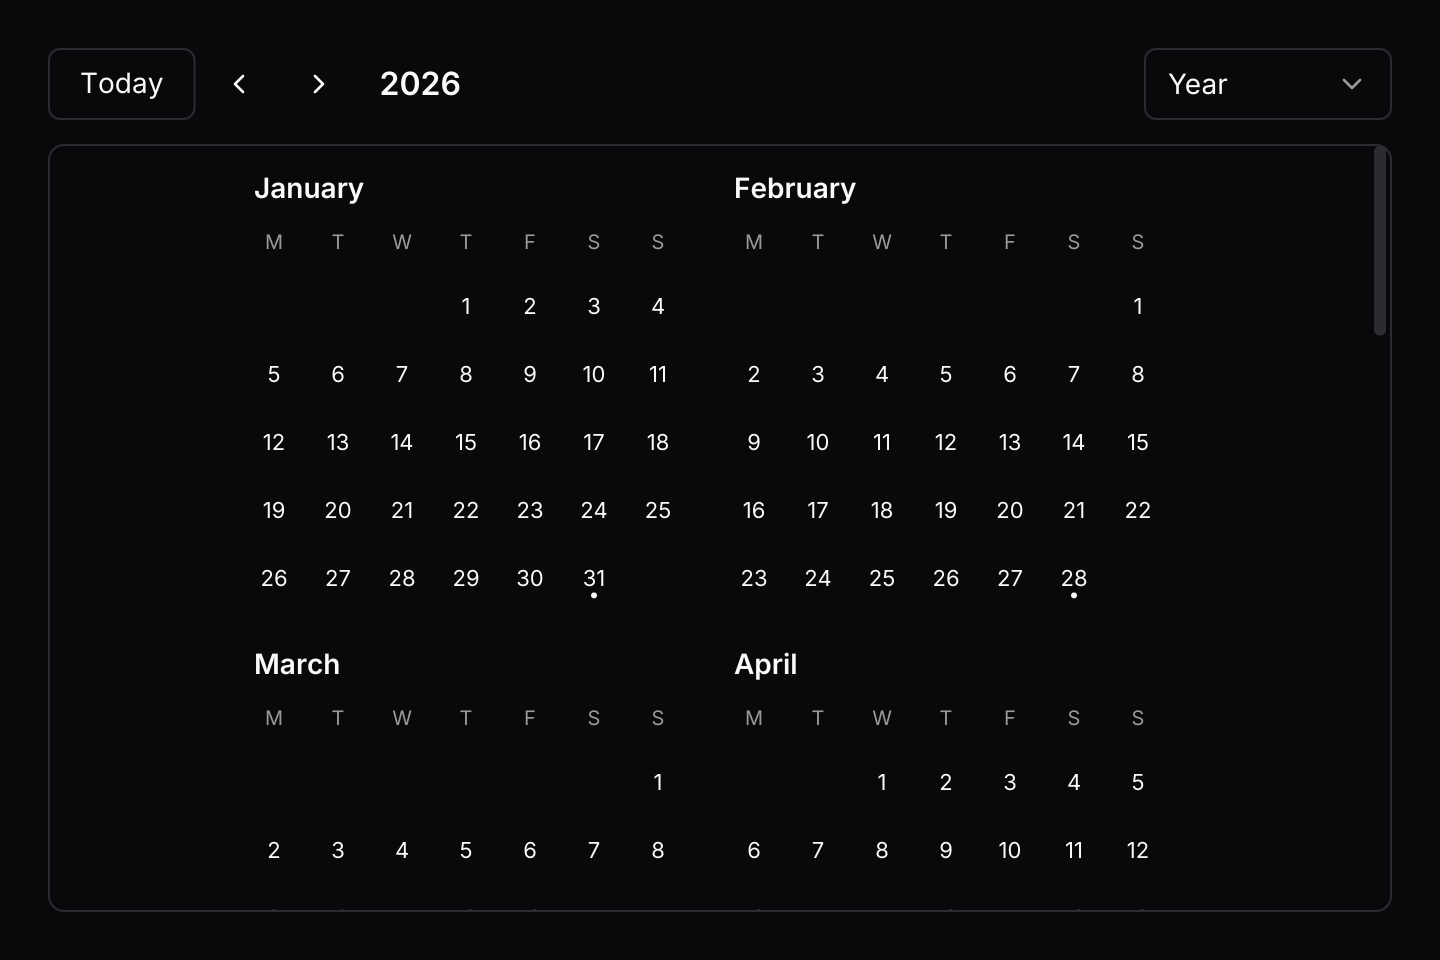 Today 2026 Year
January
M T W T F S S
1 2 3 4
5 6 7 8 9 10 11
12 13 14 15 16 17 18
19 20 21 22 23 24 25
26 27 28 29 30 31
February
M T W T F S S
1
2 3 4 5 6 7 8
9 10 11 12 13 14 15
16 17 18 19 20 21 22
23 24 25 26 27 28
March
M T W T F S S
1
2 3 4 5 6 7 8
April
M T W T F S S
1 2 3 4 5
6 7 8 9 10 11 12